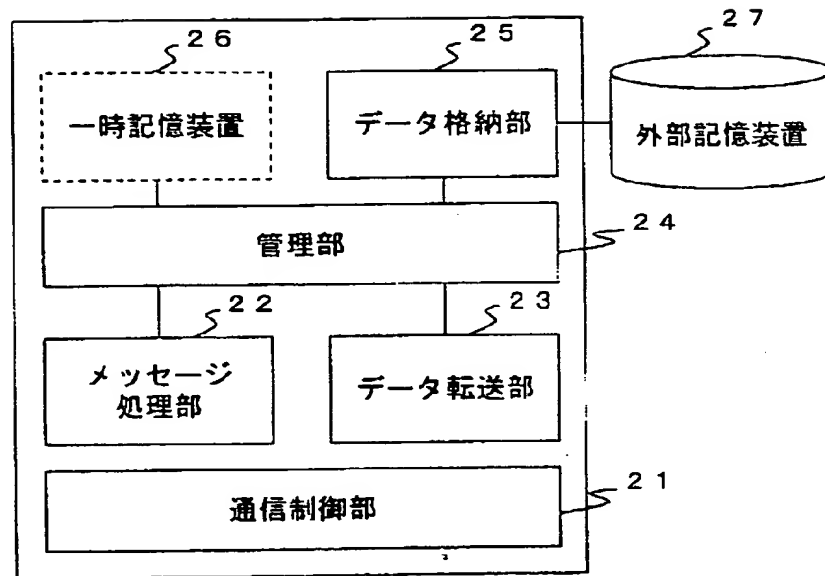 ２６
２５
２７
一時記憶装置
データ格納部
外部記憶装置
２４
管理部
２２
２３
メッセージ
処理部
データ転送部
２１
通信制御部